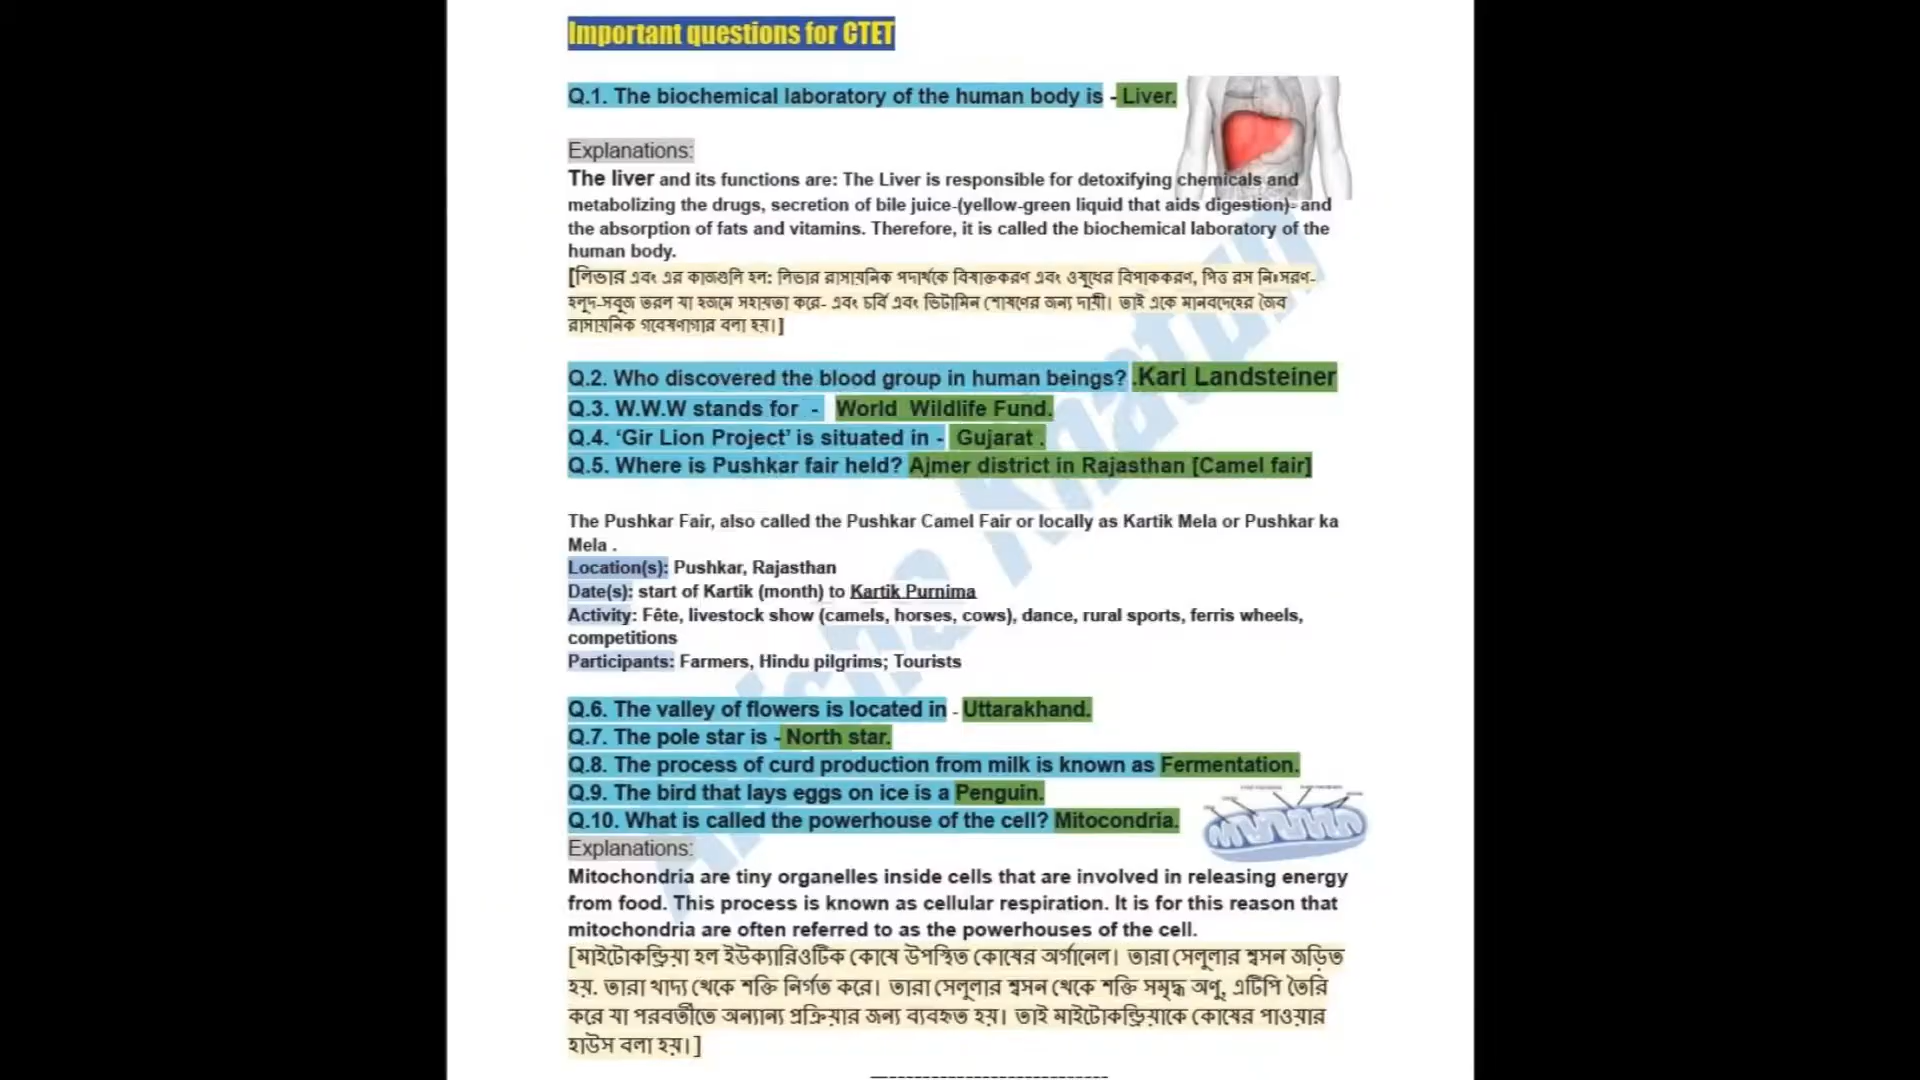 Important questions for CTET
Q.1. The biochemical laboratory of the human body is - Liver.
Explanations:
The liver and its functions are: The Liver is responsible for detoxifying chemicals and
metabolizing the drugs, secretion of bile juice-(yellow-green liquid that aids digestion)- and
the absorption of fats and vitamins. Therefore, it is called the biochemical laboratory of the
human body.
[লিভার এবং এর কাজগুলি হল: লিভার রাসায়নিক পদার্থকে বিষাক্তকরণ এবং ওষুধের বিপাককরণ, পিত্ত রস নিঃসরণ-
হলুদ-সবুজ তরল যা হজমে সহায়তা করে- এবং চর্বি এবং ভিটামিন শোষণের জন্য দায়ী। তাই একে মানবদেহের জৈব
রাসায়নিক গবেষণাগার বলা হয়।]
Q.2. Who discovered the blood group in human beings? .Karl Landsteiner
Q.3. W.W.W stands for - World Wildlife Fund.
Q.4. ‘Gir Lion Project’ is situated in - Gujarat .
Q.5. Where is Pushkar fair held? Ajmer district in Rajasthan [Camel fair]
The Pushkar Fair, also called the Pushkar Camel Fair or locally as Kartik Mela or Pushkar ka
Mela .
Location(s): Pushkar, Rajasthan
Date(s): start of Kartik (month) to Kartik Purnima
Activity: Fête, livestock show (camels, horses, cows), dance, rural sports, ferris wheels,
competitions
Participants: Farmers, Hindu pilgrims; Tourists
Q.6. The valley of flowers is located in - Uttarakhand.
Q.7. The pole star is - North star.
Q.8. The process of curd production from milk is known as Fermentation.
Q.9. The bird that lays eggs on ice is a Penguin.
Q.10. What is called the powerhouse of the cell? Mitocondria.
Explanations:
Mitochondria are tiny organelles inside cells that are involved in releasing energy
from food. This process is known as cellular respiration. It is for this reason that
mitochondria are often referred to as the powerhouses of the cell.
[মাইটোকন্ড্রিয়া হল ইউক্যারিওটিক কোষে উপস্থিত কোষের অর্গানেল। তারা সেলুলার শ্বসন জড়িত
হয়. তারা খাদ্য থেকে শক্তি নির্গত করে। তারা সেলুলার শ্বসন থেকে শক্তি সমৃদ্ধ অণু, এটিপি তৈরি
করে যা পরবর্তীতে অন্যান্য প্রক্রিয়ার জন্য ব্যবহৃত হয়। তাই মাইটোকন্ড্রিয়াকে কোষের পাওয়ার
হাউস বলা হয়।]